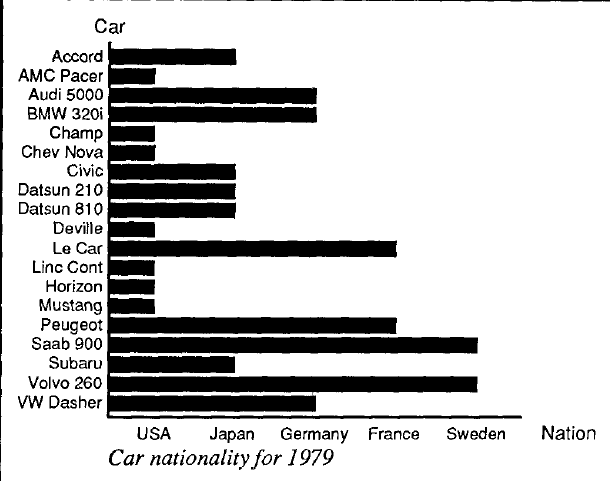 Car
Accord
AMC Pacer
Audi 5000
BMW 320i
Champ
Chev Nova
Civic
Datsun 210
Datsun 810
Deville
Le Car
Linc Cont
Horizon
Mustang
Peugeot
Saab 900
Subaru
Volvo 260
VW Dasher
USA Japan Germany France Sweden Nation
Car nationality for 1979